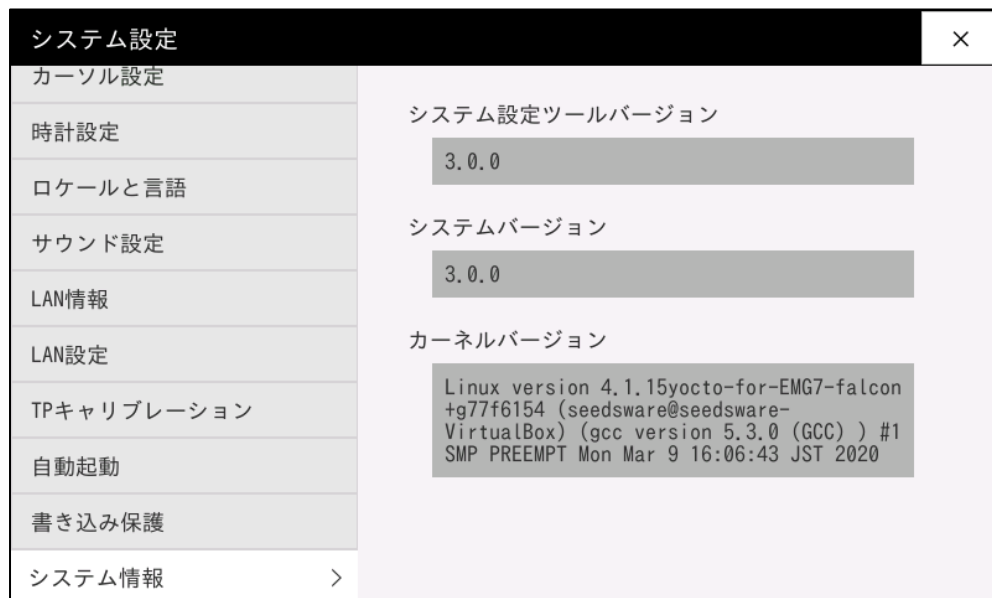 システム設定
×
カーソル設定
時計設定
ロケールと言語
サウンド設定
LAN情報
LAN設定
TPキャリブレーション
自動起動
書き込み保護
システム情報
システム設定ツールバージョン
3.0.0
システムバージョン
3.0.0
カーネルバージョン
Linux version 4.1.15yocto-for-EMG7-falcon
+g77f6154 (seedsware@seedsware-
VirtualBox) (gcc version 5.3.0 (GCC) ) #1
SMP PREEMPT Mon Mar 9 16:06:43 JST 2020